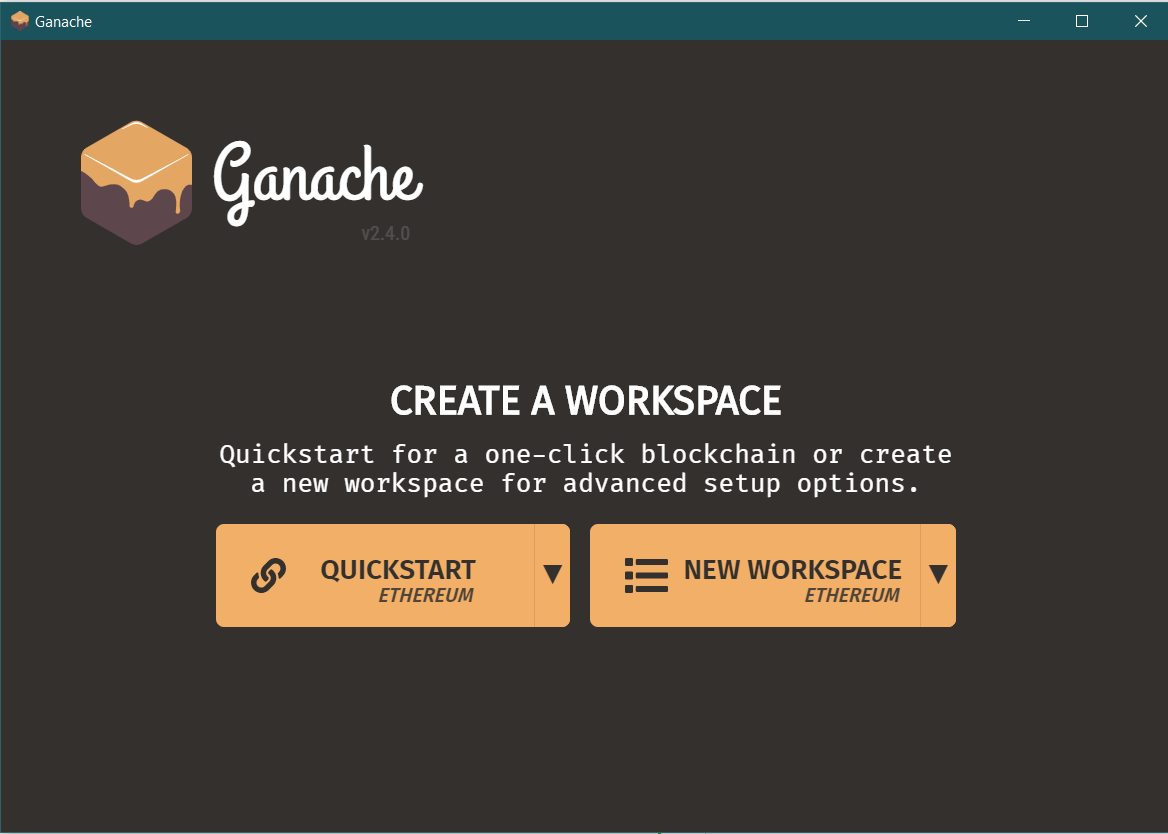 Ganache
Ganache
v2.4.0
CREATE A WORKSPACE
Quickstart for a one-click blockchain or create
a new workspace for advanced setup options.
QUICKSTART
ETHEREUM
NEW WORKSPACE
ETHEREUM